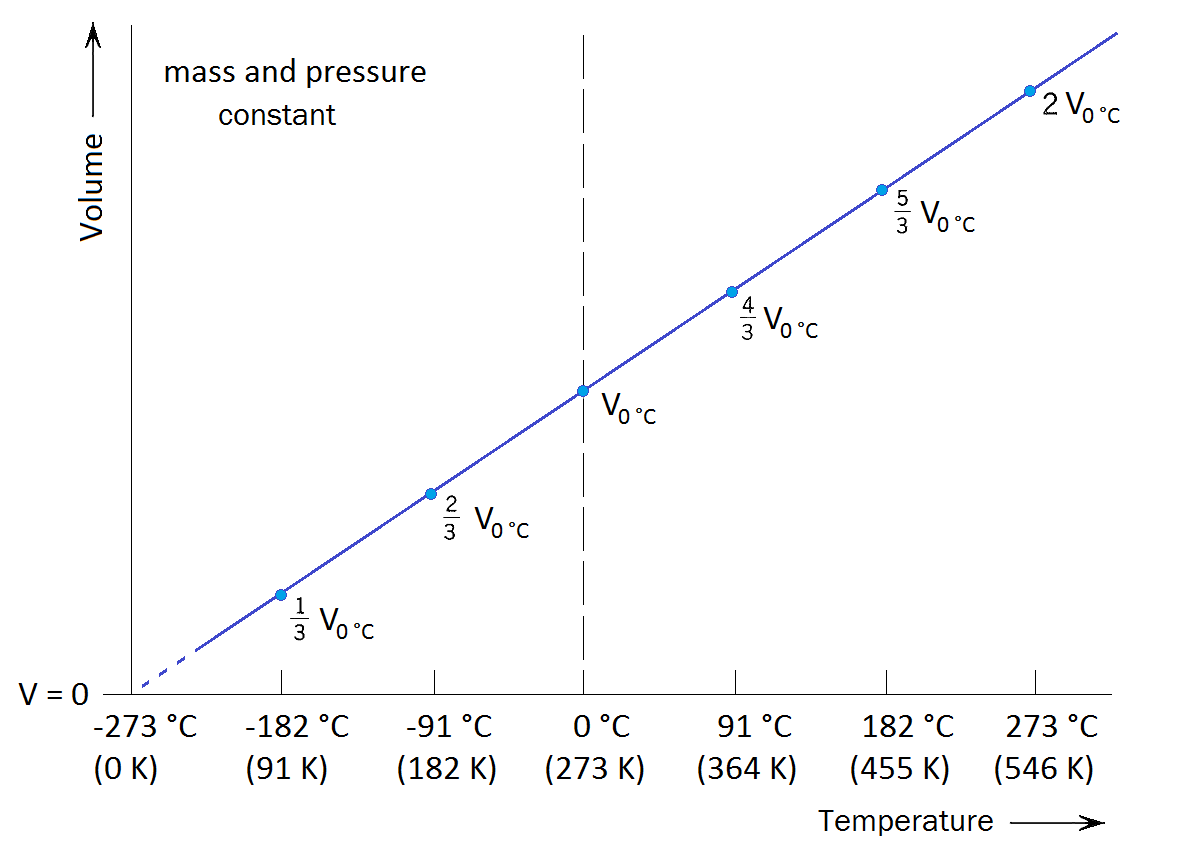 mass and pressure
constant
Volume
2 V0 °C
5/3 V0 °C
4/3 V0 °C
V0 °C
2/3 V0 °C
1/3 V0 °C
V = 0
-273 °C -182 °C -91 °C 0 °C 91 °C 182 °C 273 °C
(0 K) (91 K) (182 K) (273 K) (364 K) (455 K) (546 K)
Temperature